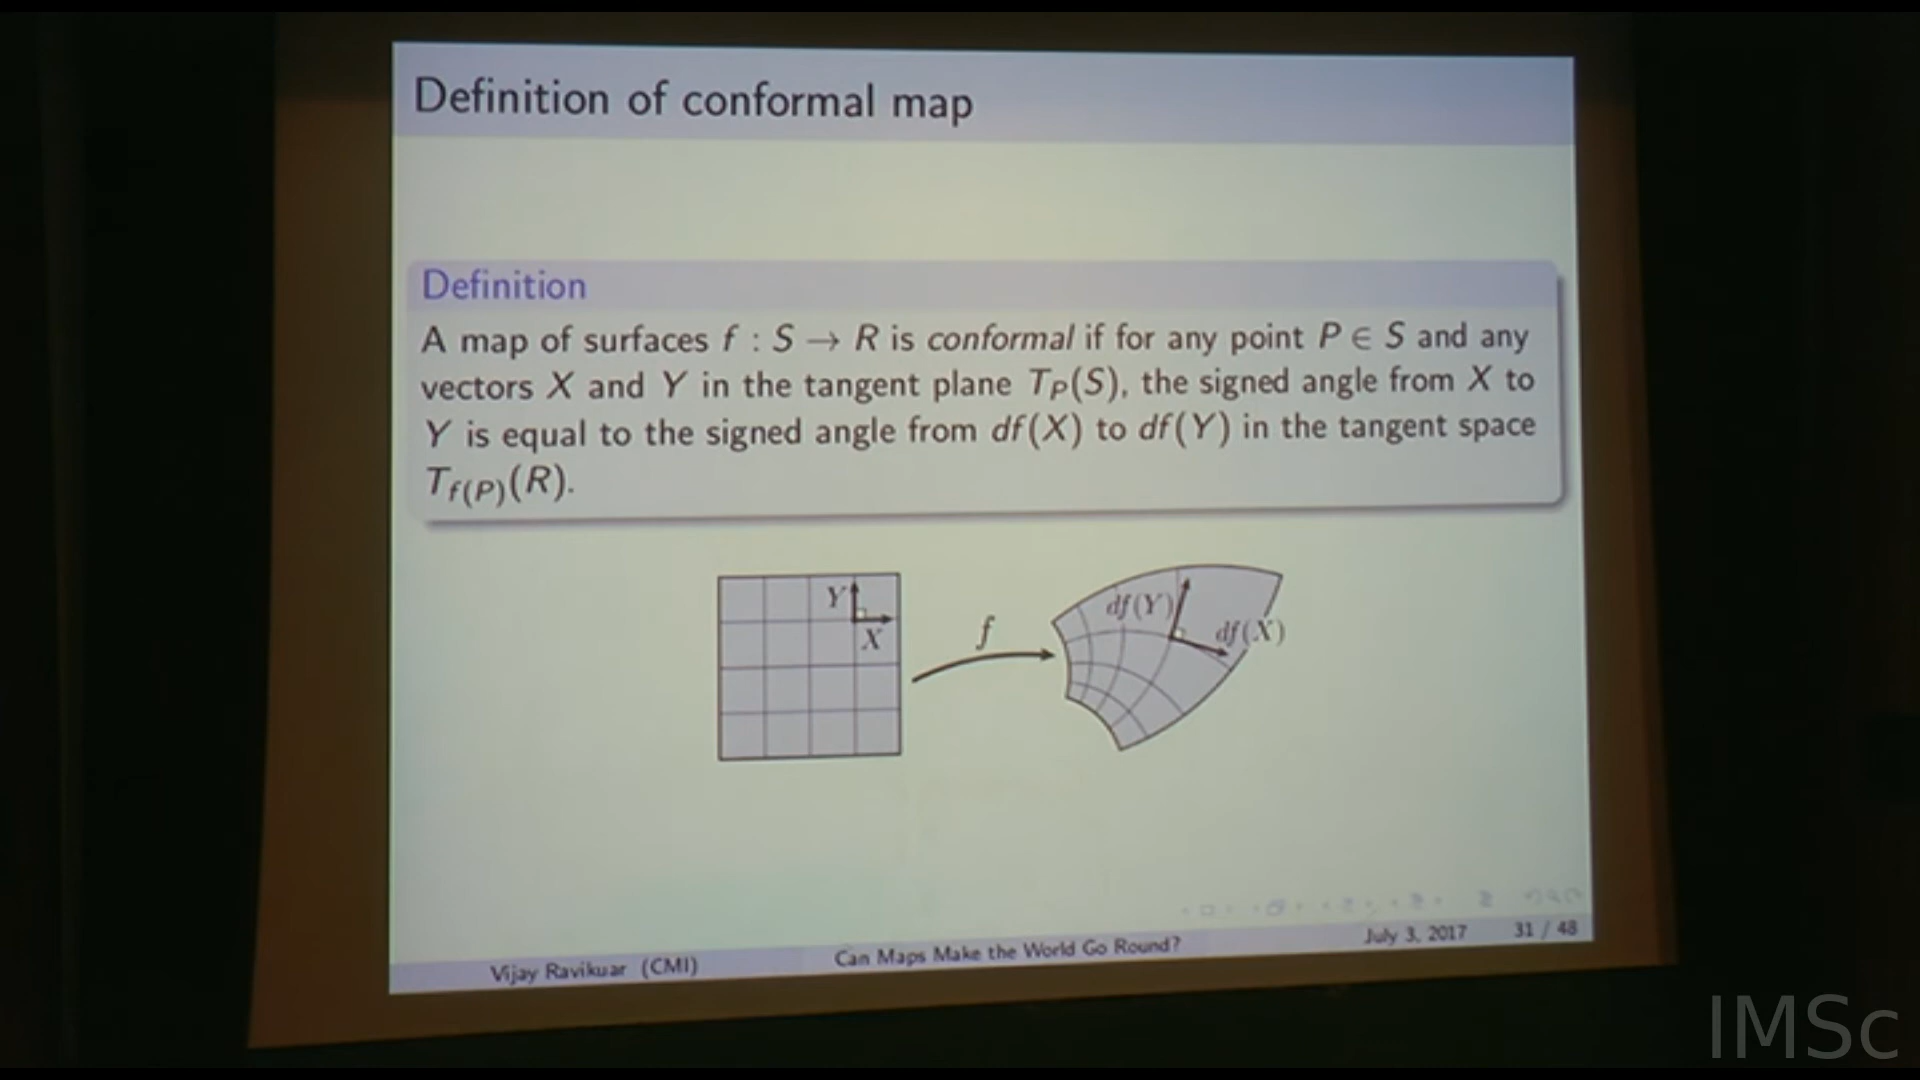 Definition of conformal map
Definition
A map of surfaces f : S → R is conformal if for any point P ∈ S and any
vectors X and Y in the tangent plane T_P(S), the signed angle from X to
Y is equal to the signed angle from df(X) to df(Y) in the tangent space
T_{f(P)}(R).
Y
X
f
df(Y)
df(X)
Vijay Ravikuar (CMI)
Can Maps Make the World Go Round?
July 3, 2017
31 / 48
IMSc